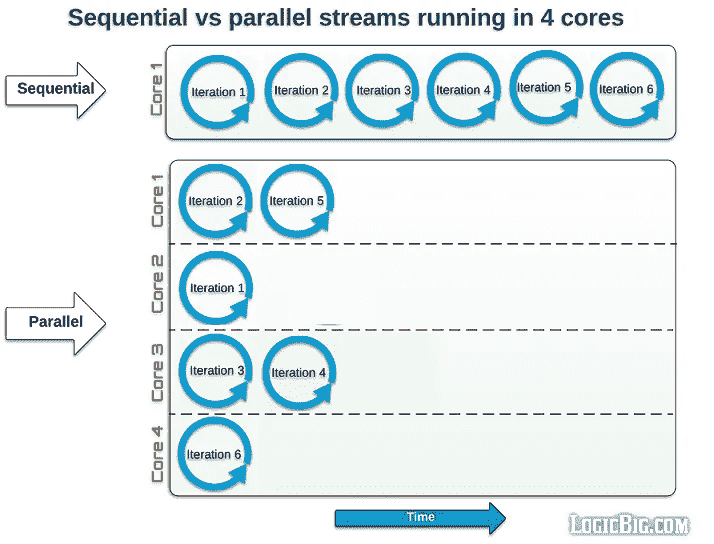 Sequential vs parallel streams running in 4 cores
Sequential
Core 1
Iteration 1
Iteration 2
Iteration 3
Iteration 4
Iteration 5
Iteration 6
Parallel
Core 1
Iteration 2
Iteration 5
Core 2
Iteration 1
Core 3
Iteration 3
Iteration 4
Core 4
Iteration 6
Time
LogicBig.com